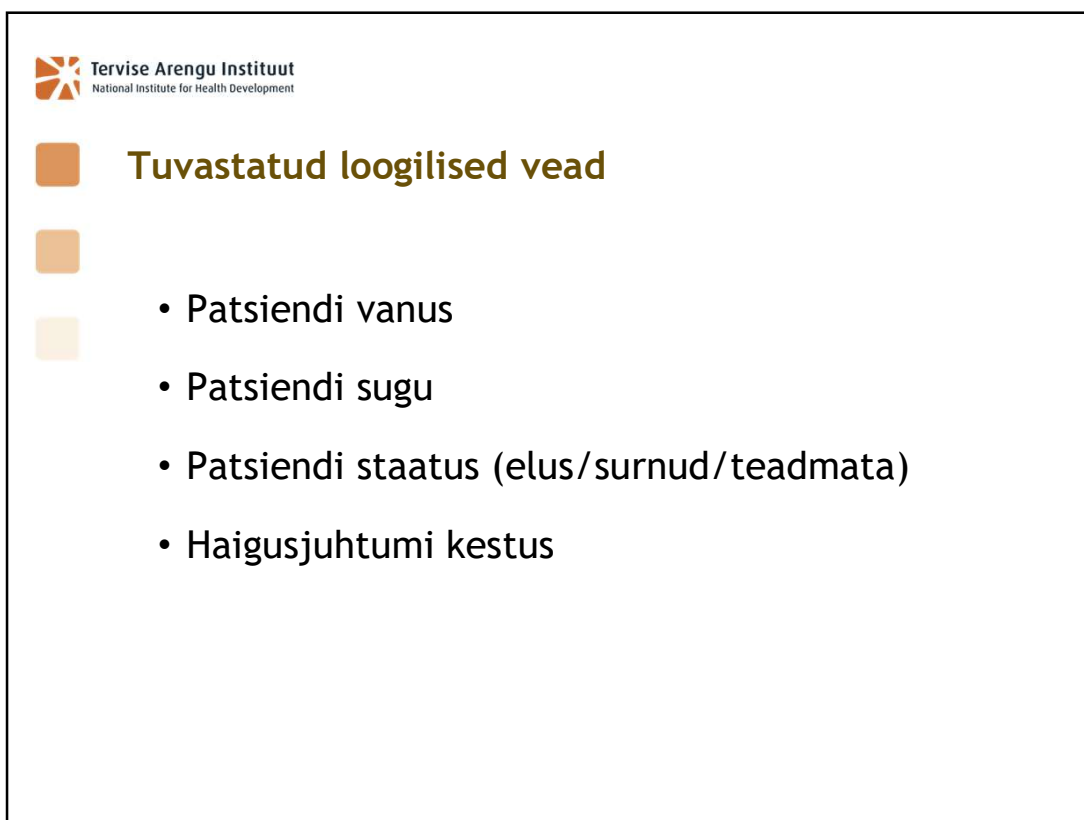 Tervise Arengu Instituut
National Institute for Health Development
Tuvastatud loogilised vead
• Patsiendi vanus
• Patsiendi sugu
• Patsiendi staatus (elus/surnud/teadmata)
• Haigusjuhtumi kestus